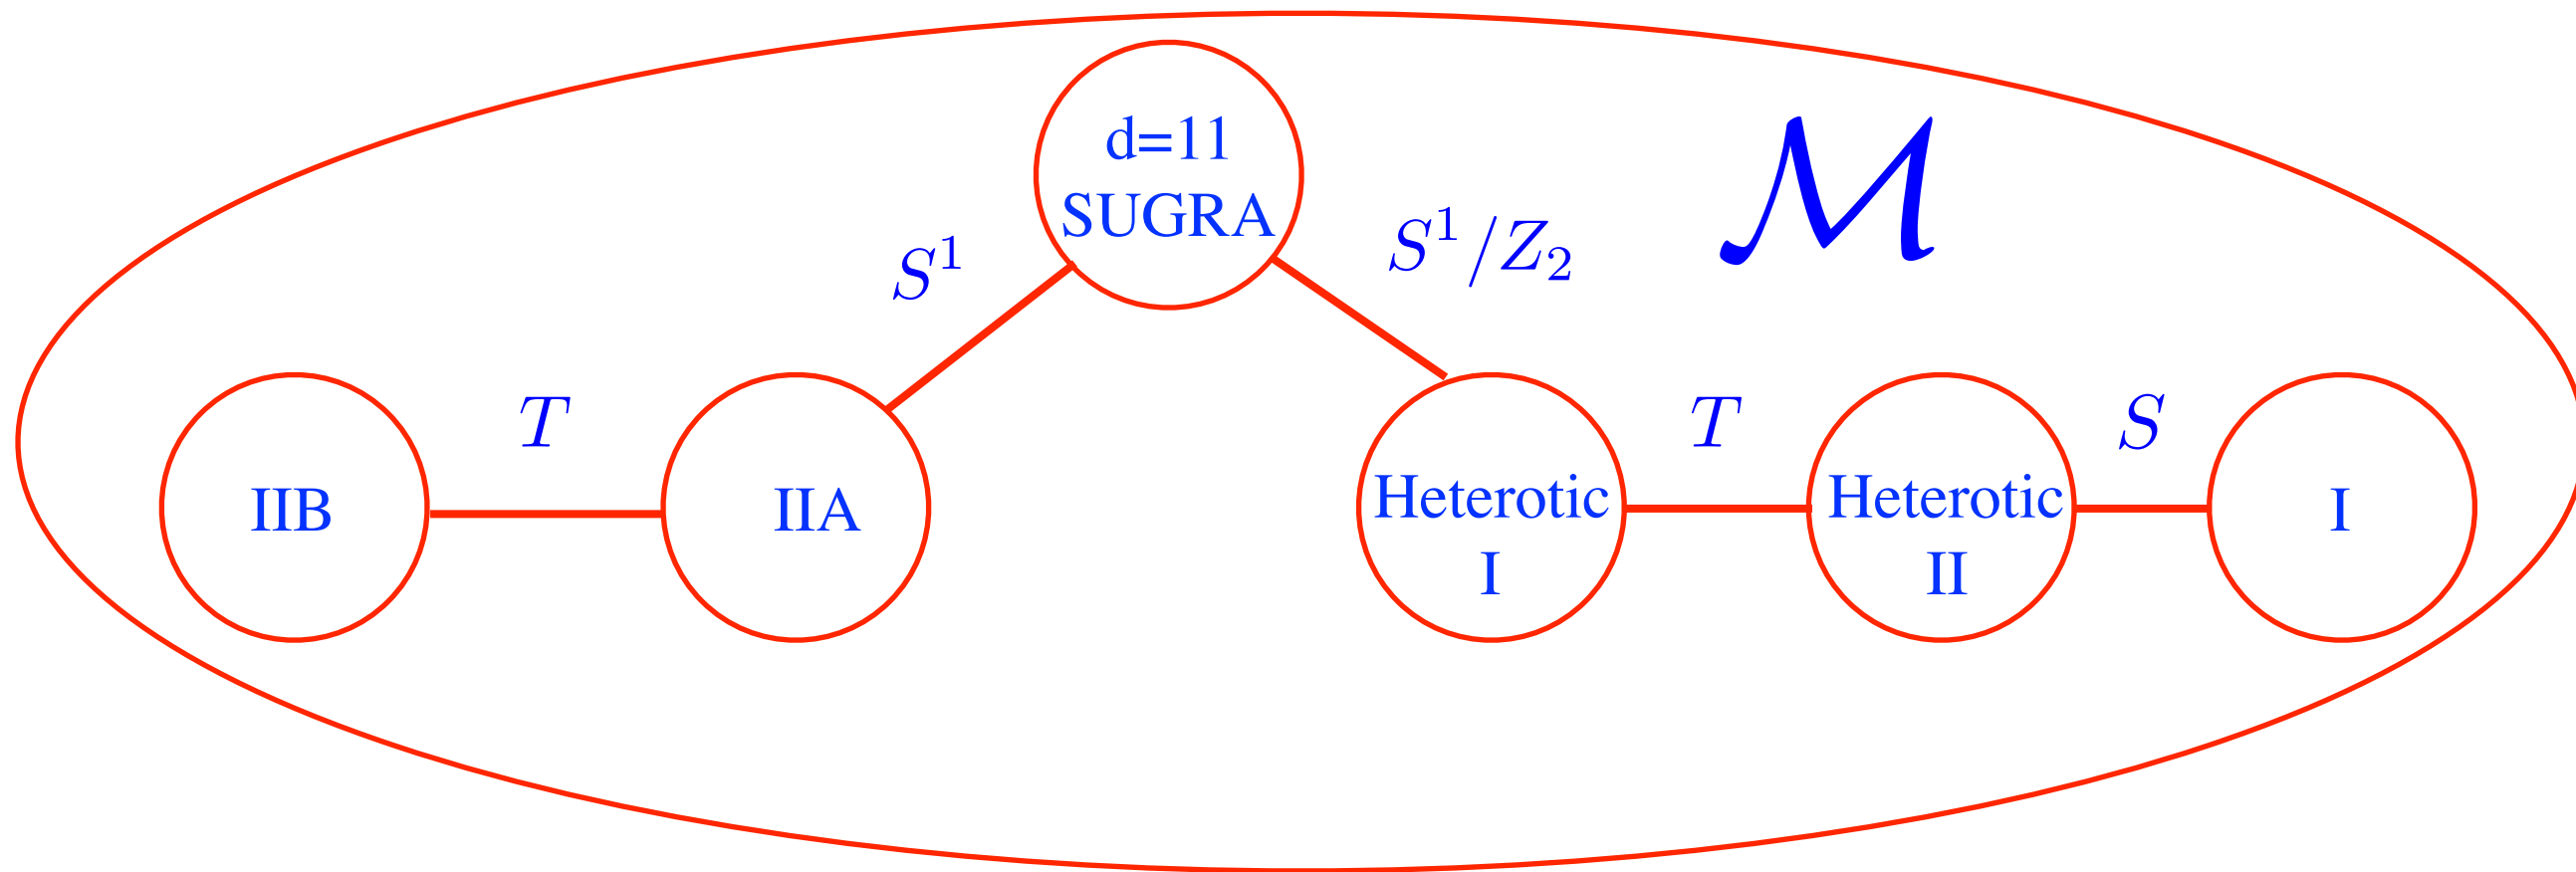 d=11
SUGRA
ℳ
S¹
S¹/Z₂
T
T
S
IIB
IIA
Heterotic
I
Heterotic
II
I